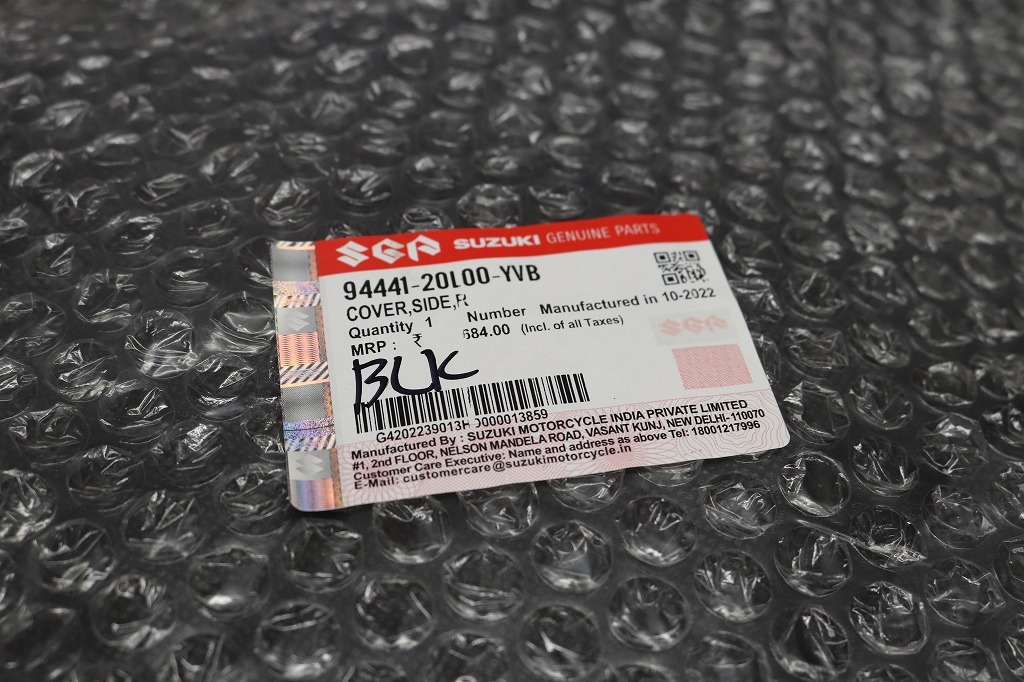 SUZUKI GENUINE PARTS
94441-20L00-YVB
COVER,SIDE,R
Quantity 1 Number Manufactured in 10-2022
MRP : ₹ 684.00 (Incl. of all Taxes)
BLK
G4202239013H D000013859
Manufactured By : SUZUKI MOTORCYCLE INDIA PRIVATE LIMITED
#1, 2nd FLOOR, NELSON MANDELA ROAD, VASANT KUNJ, NEW DELHI-110070
Customer Care Executive: Name and address as above Tel: 18001217996
E-Mail: customercare@suzukimotorcycle.in